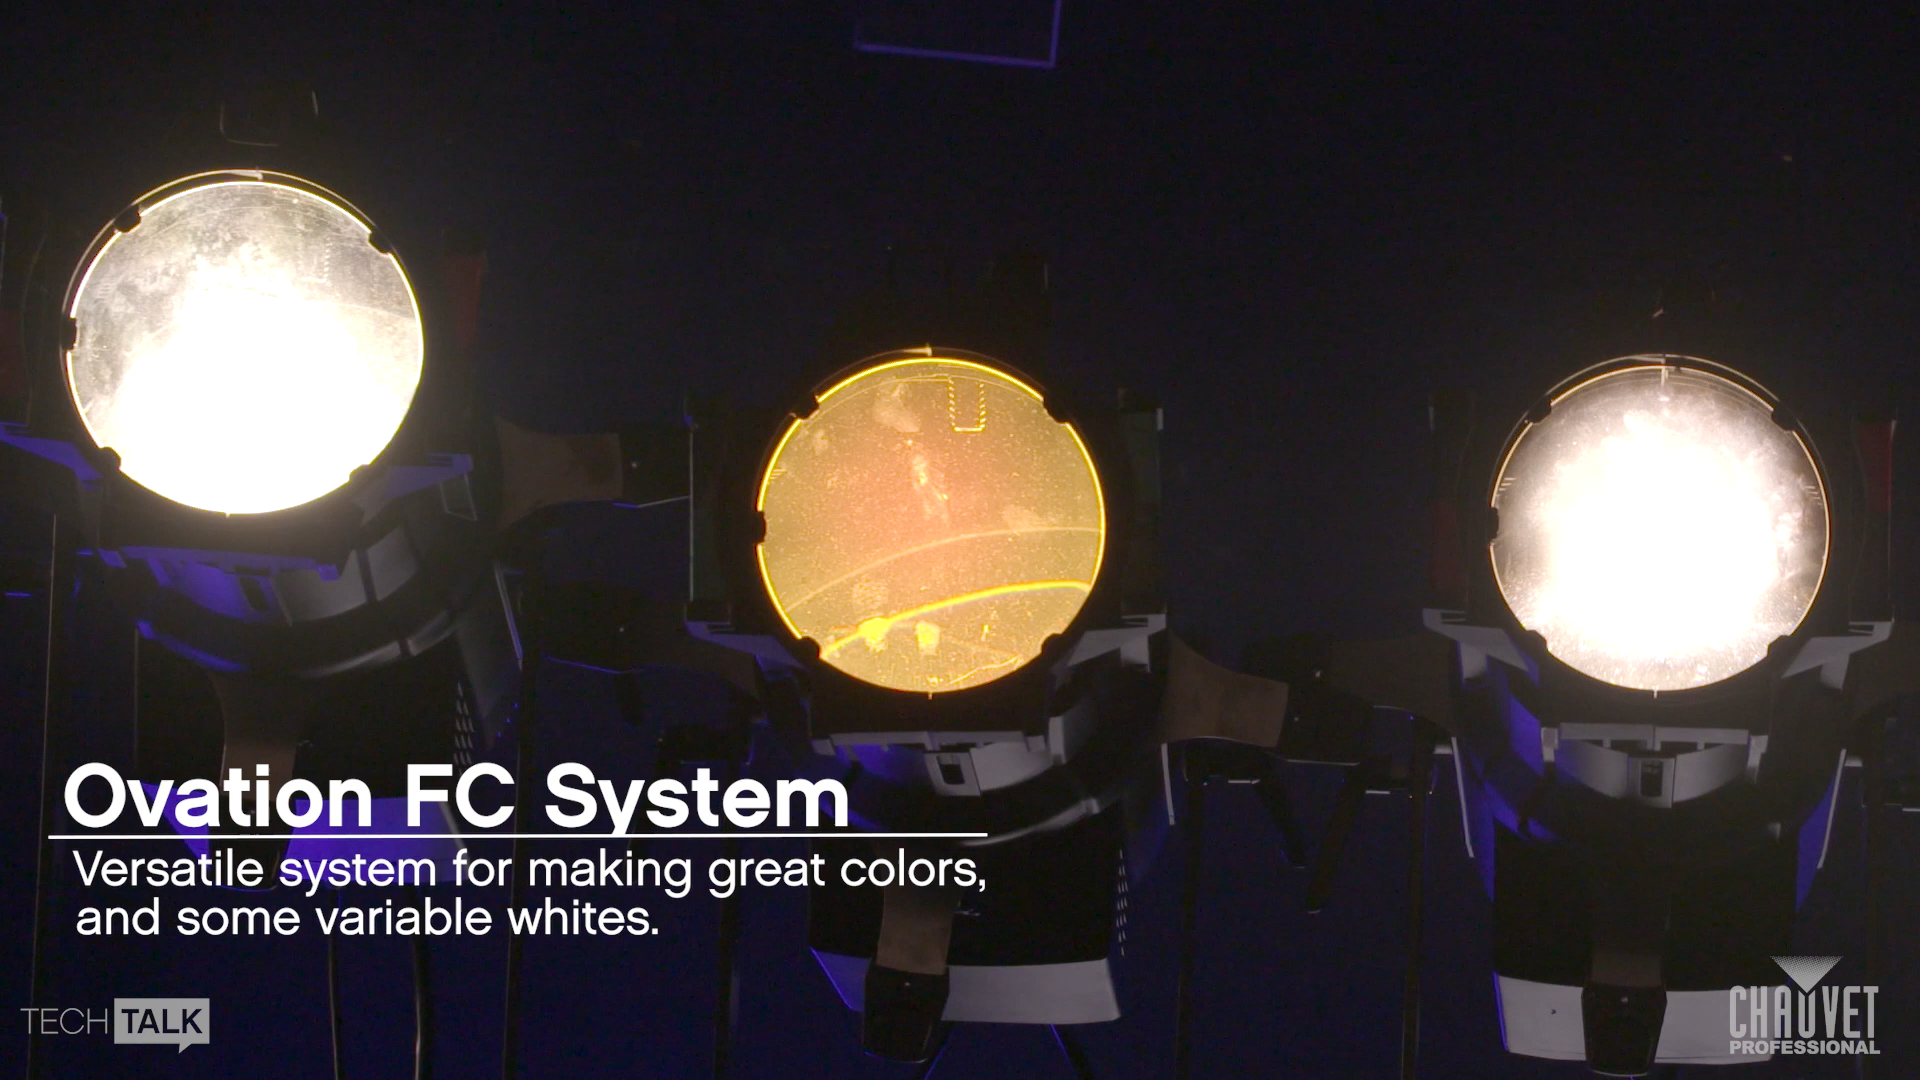 Ovation FC System
Versatile system for making great colors,
and some variable whites.
TECH TALK
CHAUVET
PROFESSIONAL